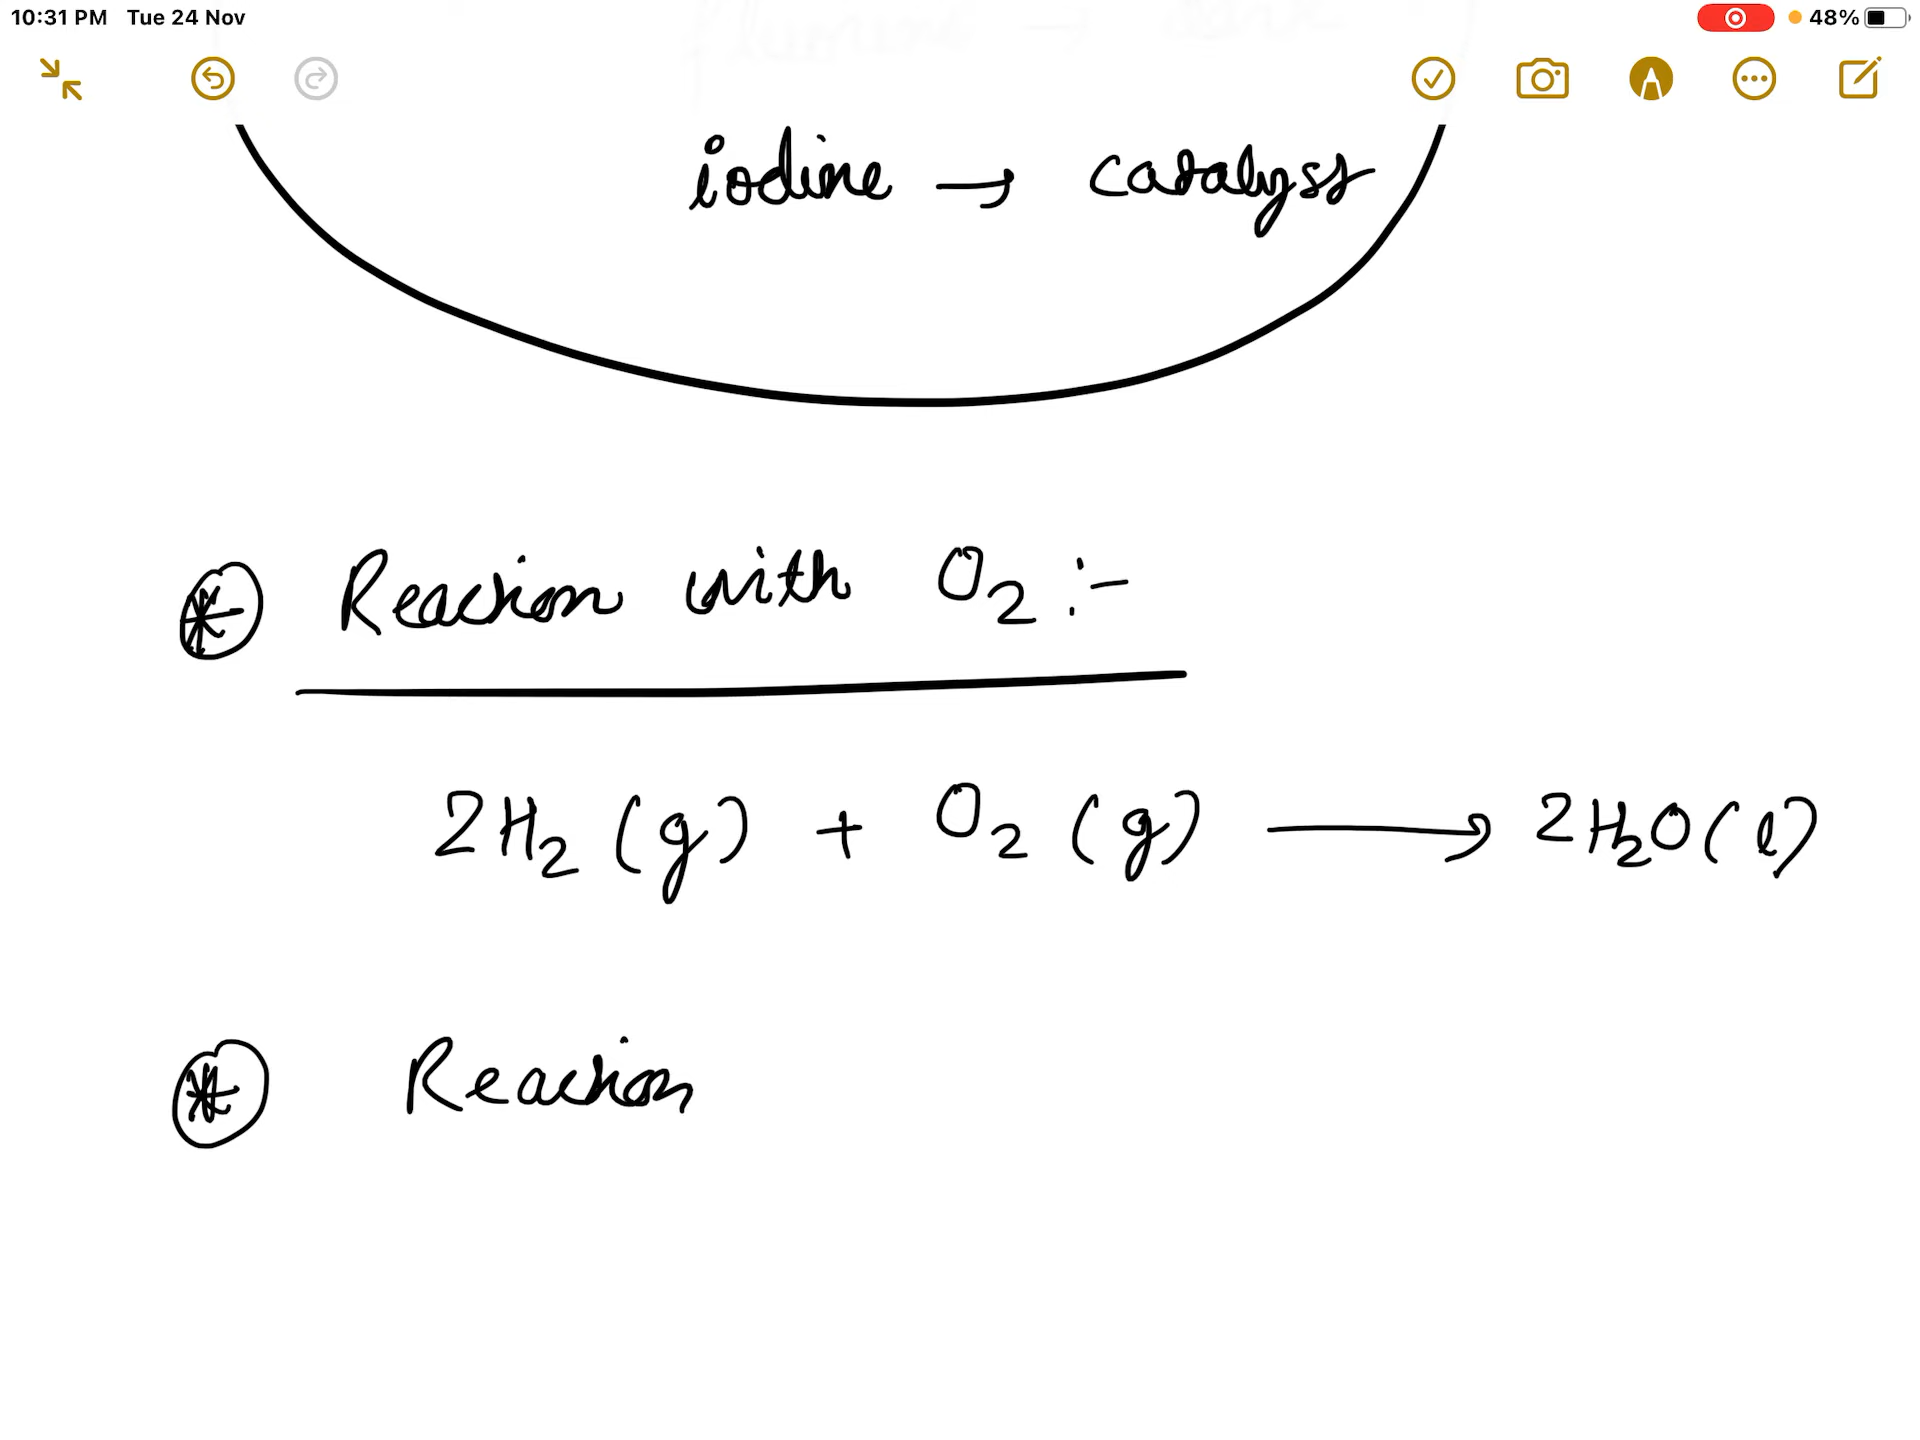 10:31 PM Tue 24 Nov 48%
iodine → catalyst
* Reaction with O₂ :-
2H₂ (g) + O₂ (g) ⟶ 2H₂O(l)
* Reaction